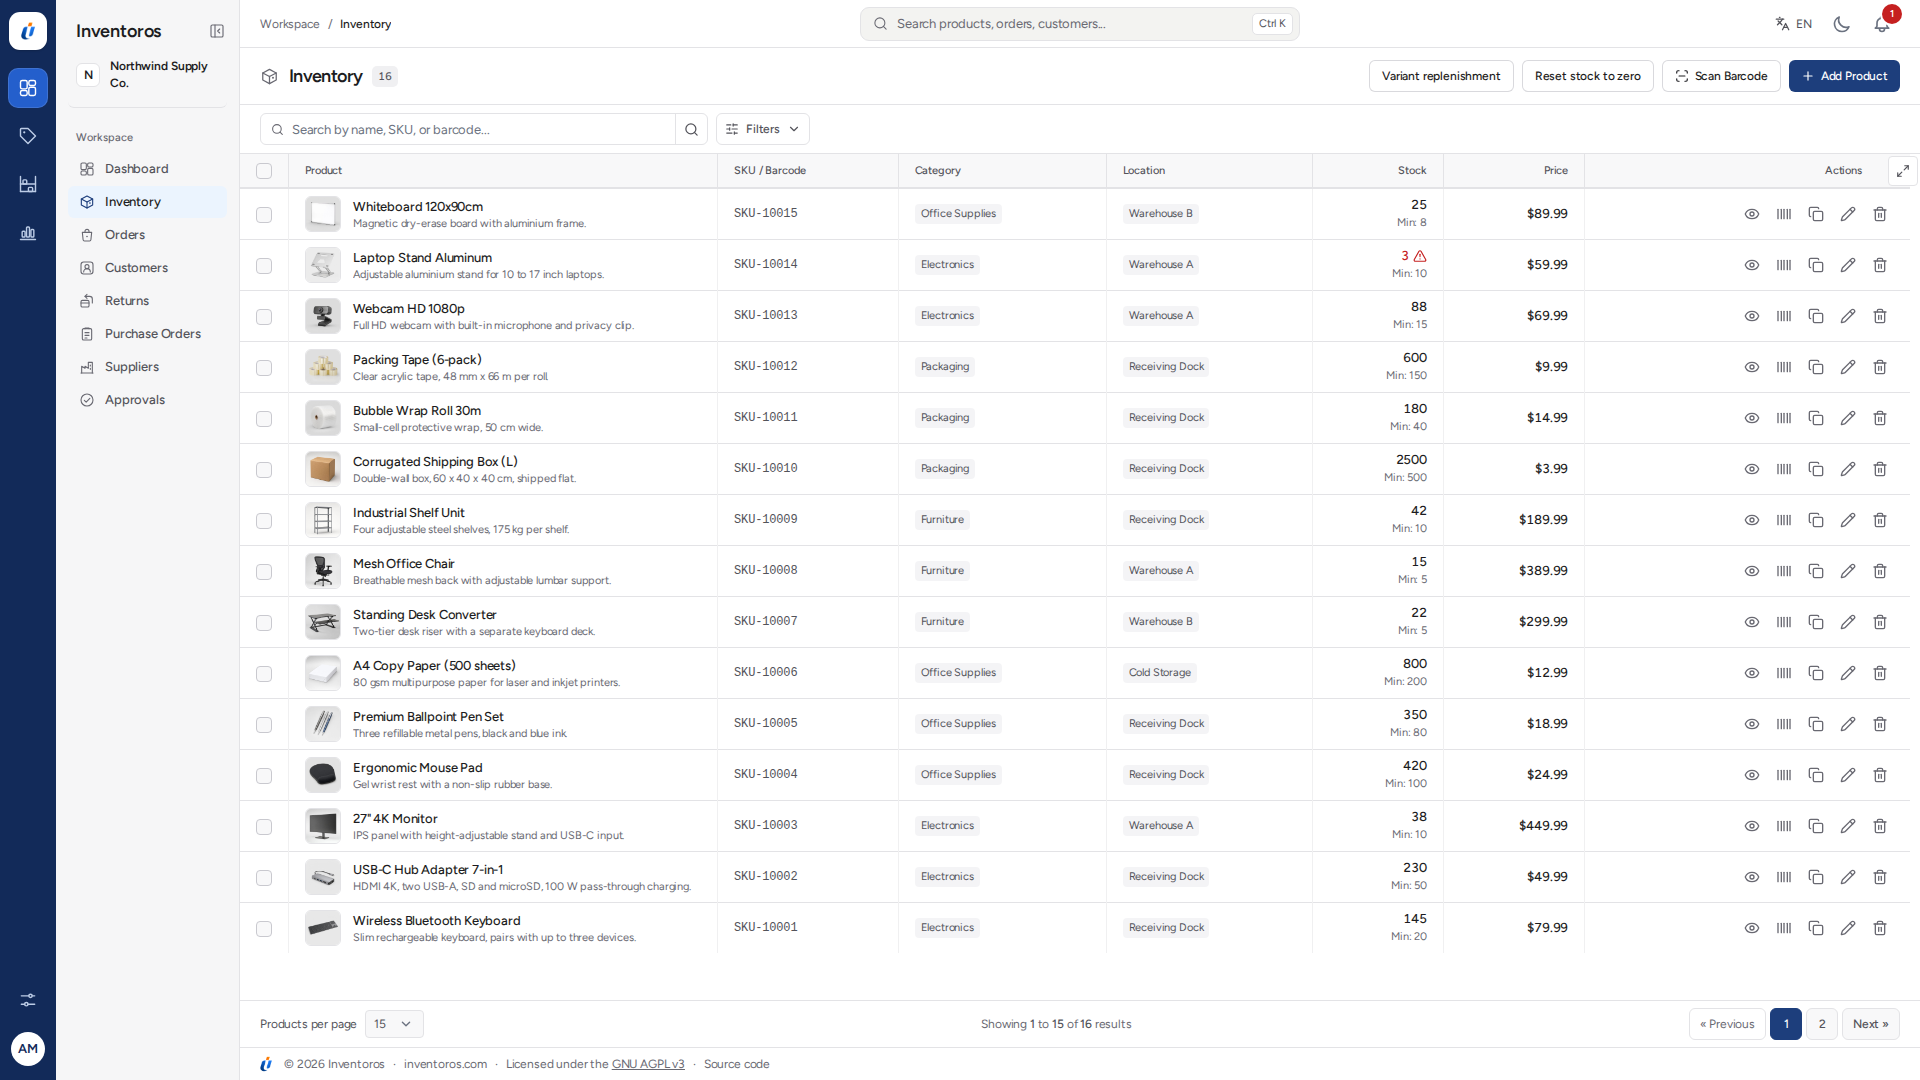 Inventoros
N
Northwind Supply
Co.
Workspace
Dashboard
Inventory
Orders
Customers
Returns
Purchase Orders
Suppliers
Approvals
AM
Workspace / Inventory
Search products, orders, customers...
Ctrl K
EN
1
Inventory 16
Variant replenishment
Reset stock to zero
Scan Barcode
Add Product
Search by name, SKU, or barcode...
Filters
Product SKU / Barcode Category Location Stock Price Actions
Whiteboard 120x90cm
Magnetic dry-erase board with aluminium frame.
SKU-10015 Office Supplies Warehouse B 25 $89.99
Min: 8
Laptop Stand Aluminum
Adjustable aluminium stand for 10 to 17 inch laptops.
SKU-10014 Electronics Warehouse A 3 $59.99
Min: 10
Webcam HD 1080p
Full HD webcam with built-in microphone and privacy clip.
SKU-10013 Electronics Warehouse A 88 $69.99
Min: 15
Packing Tape (6-pack)
Clear acrylic tape, 48 mm x 66 m per roll.
SKU-10012 Packaging Receiving Dock 600 $9.99
Min: 150
Bubble Wrap Roll 30m
Small-cell protective wrap, 50 cm wide.
SKU-10011 Packaging Receiving Dock 180 $14.99
Min: 40
Corrugated Shipping Box (L)
Double-wall box, 60 x 40 x 40 cm, shipped flat.
SKU-10010 Packaging Receiving Dock 2500 $3.99
Min: 500
Industrial Shelf Unit
Four adjustable steel shelves, 175 kg per shelf.
SKU-10009 Furniture Receiving Dock 42 $189.99
Min: 10
Mesh Office Chair
Breathable mesh back with adjustable lumbar support.
SKU-10008 Furniture Warehouse A 15 $389.99
Min: 5
Standing Desk Converter
Two-tier desk riser with a separate keyboard deck.
SKU-10007 Furniture Warehouse B 22 $299.99
Min: 5
A4 Copy Paper (500 sheets)
80 gsm multipurpose paper for laser and inkjet printers.
SKU-10006 Office Supplies Cold Storage 800 $12.99
Min: 200
Premium Ballpoint Pen Set
Three refillable metal pens, black and blue ink.
SKU-10005 Office Supplies Receiving Dock 350 $18.99
Min: 80
Ergonomic Mouse Pad
Gel wrist rest with a non-slip rubber base.
SKU-10004 Office Supplies Receiving Dock 420 $24.99
Min: 100
27" 4K Monitor
IPS panel with height-adjustable stand and USB-C input.
SKU-10003 Electronics Warehouse A 38 $449.99
Min: 10
USB-C Hub Adapter 7-in-1
HDMI 4K, two USB-A, SD and microSD, 100 W pass-through charging.
SKU-10002 Electronics Receiving Dock 230 $49.99
Min: 50
Wireless Bluetooth Keyboard
Slim rechargeable keyboard, pairs with up to three devices.
SKU-10001 Electronics Receiving Dock 145 $79.99
Min: 20
Products per page 15
Showing 1 to 15 of 16 results
« Previous 1 2 Next »
© 2026 Inventoros · inventoros.com · Licensed under the GNU AGPL v3 · Source code